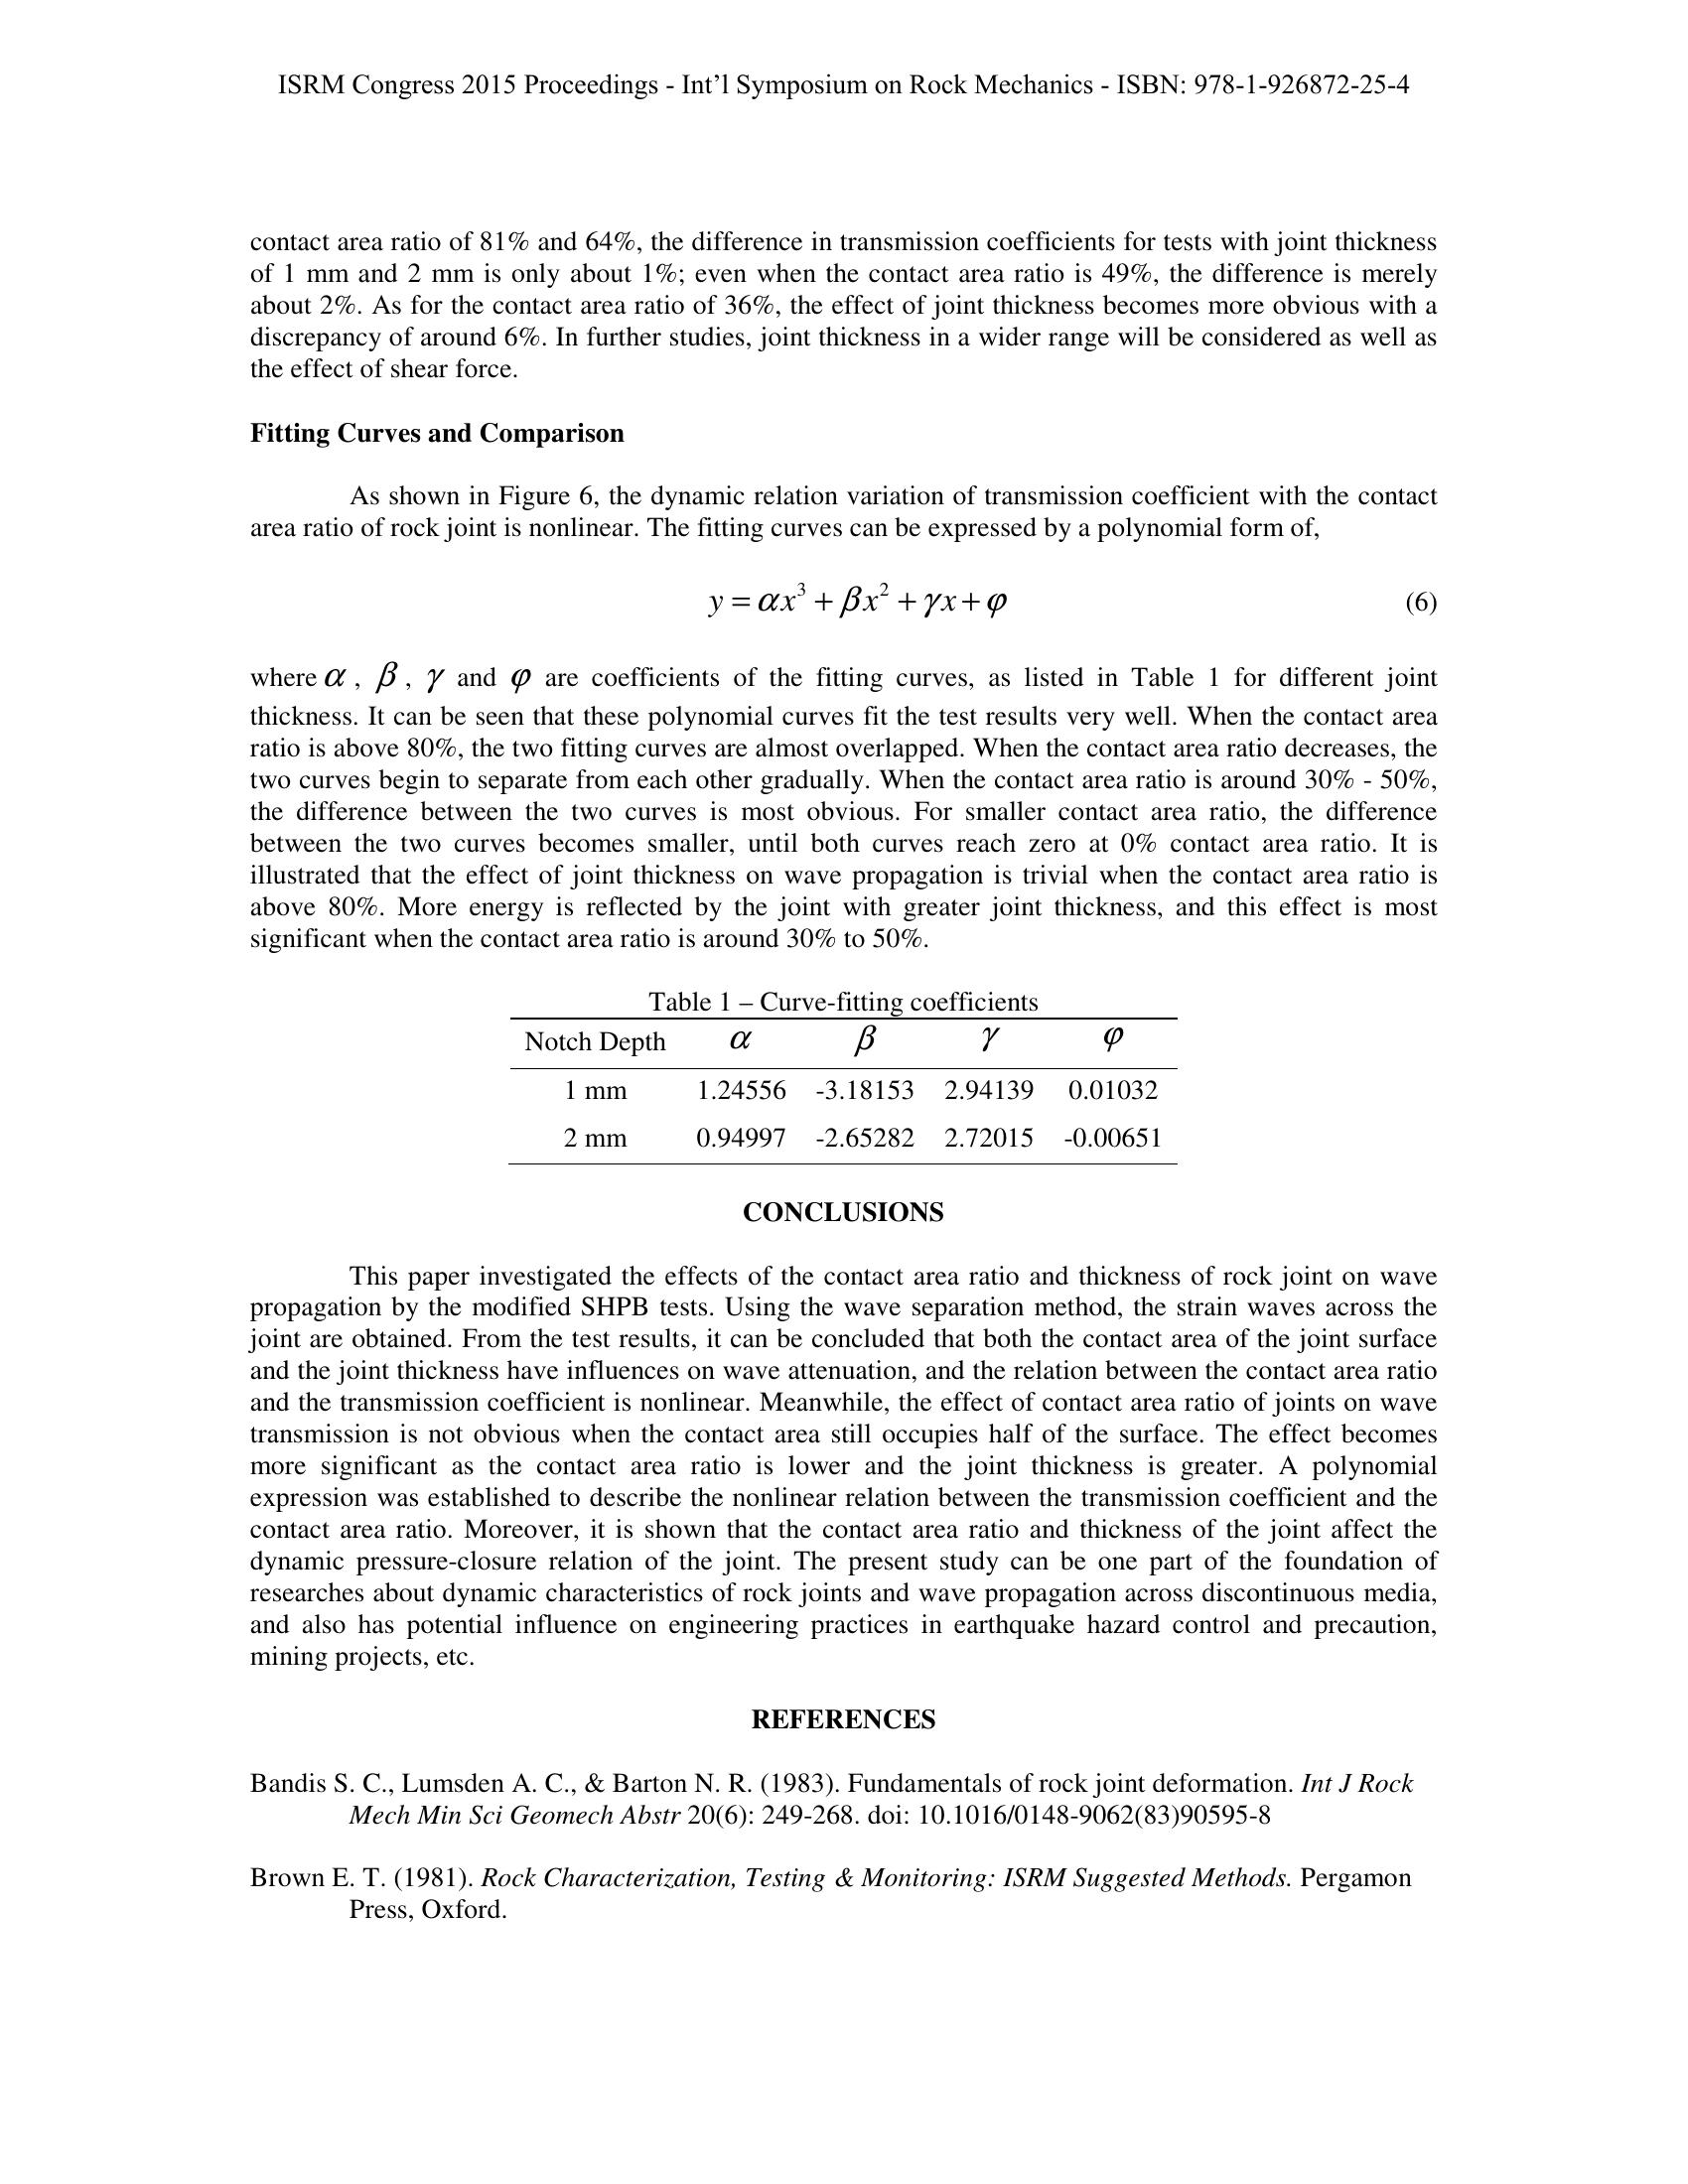 ISRM Congress 2015 Proceedings - Int’l Symposium on Rock Mechanics - ISBN: 978-1-926872-25-4
contact area ratio of 81% and 64%, the difference in transmission coefficients for tests with joint thickness
of 1 mm and 2 mm is only about 1%; even when the contact area ratio is 49%, the difference is merely
about 2%. As for the contact area ratio of 36%, the effect of joint thickness becomes more obvious with a
discrepancy of around 6%. In further studies, joint thickness in a wider range will be considered as well as
the effect of shear force.
Fitting Curves and Comparison
As shown in Figure 6, the dynamic relation variation of transmission coefficient with the contact
area ratio of rock joint is nonlinear. The fitting curves can be expressed by a polynomial form of,
y = αx³ + βx² + γx + φ (6)
where α , β , γ and φ are coefficients of the fitting curves, as listed in Table 1 for different joint
thickness. It can be seen that these polynomial curves fit the test results very well. When the contact area
ratio is above 80%, the two fitting curves are almost overlapped. When the contact area ratio decreases, the
two curves begin to separate from each other gradually. When the contact area ratio is around 30% - 50%,
the difference between the two curves is most obvious. For smaller contact area ratio, the difference
between the two curves becomes smaller, until both curves reach zero at 0% contact area ratio. It is
illustrated that the effect of joint thickness on wave propagation is trivial when the contact area ratio is
above 80%. More energy is reflected by the joint with greater joint thickness, and this effect is most
significant when the contact area ratio is around 30% to 50%.
Table 1 – Curve-fitting coefficients
Notch Depth α β γ φ
1 mm 1.24556 -3.18153 2.94139 0.01032
2 mm 0.94997 -2.65282 2.72015 -0.00651
CONCLUSIONS
This paper investigated the effects of the contact area ratio and thickness of rock joint on wave
propagation by the modified SHPB tests. Using the wave separation method, the strain waves across the
joint are obtained. From the test results, it can be concluded that both the contact area of the joint surface
and the joint thickness have influences on wave attenuation, and the relation between the contact area ratio
and the transmission coefficient is nonlinear. Meanwhile, the effect of contact area ratio of joints on wave
transmission is not obvious when the contact area still occupies half of the surface. The effect becomes
more significant as the contact area ratio is lower and the joint thickness is greater. A polynomial
expression was established to describe the nonlinear relation between the transmission coefficient and the
contact area ratio. Moreover, it is shown that the contact area ratio and thickness of the joint affect the
dynamic pressure-closure relation of the joint. The present study can be one part of the foundation of
researches about dynamic characteristics of rock joints and wave propagation across discontinuous media,
and also has potential influence on engineering practices in earthquake hazard control and precaution,
mining projects, etc.
REFERENCES
Bandis S. C., Lumsden A. C., & Barton N. R. (1983). Fundamentals of rock joint deformation. Int J Rock
Mech Min Sci Geomech Abstr 20(6): 249-268. doi: 10.1016/0148-9062(83)90595-8
Brown E. T. (1981). Rock Characterization, Testing & Monitoring: ISRM Suggested Methods. Pergamon
Press, Oxford.